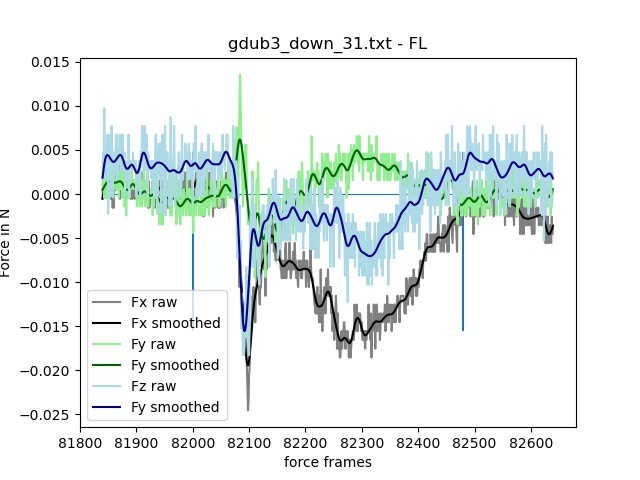 gdub3_down_31.txt - FL
0.015
0.010
0.005
0.000
−0.005
−0.010
−0.015
−0.020
−0.025
Force in N
Fx raw
Fx smoothed
Fy raw
Fy smoothed
Fz raw
Fy smoothed
81800 81900 82000 82100 82200 82300 82400 82500 82600
force frames